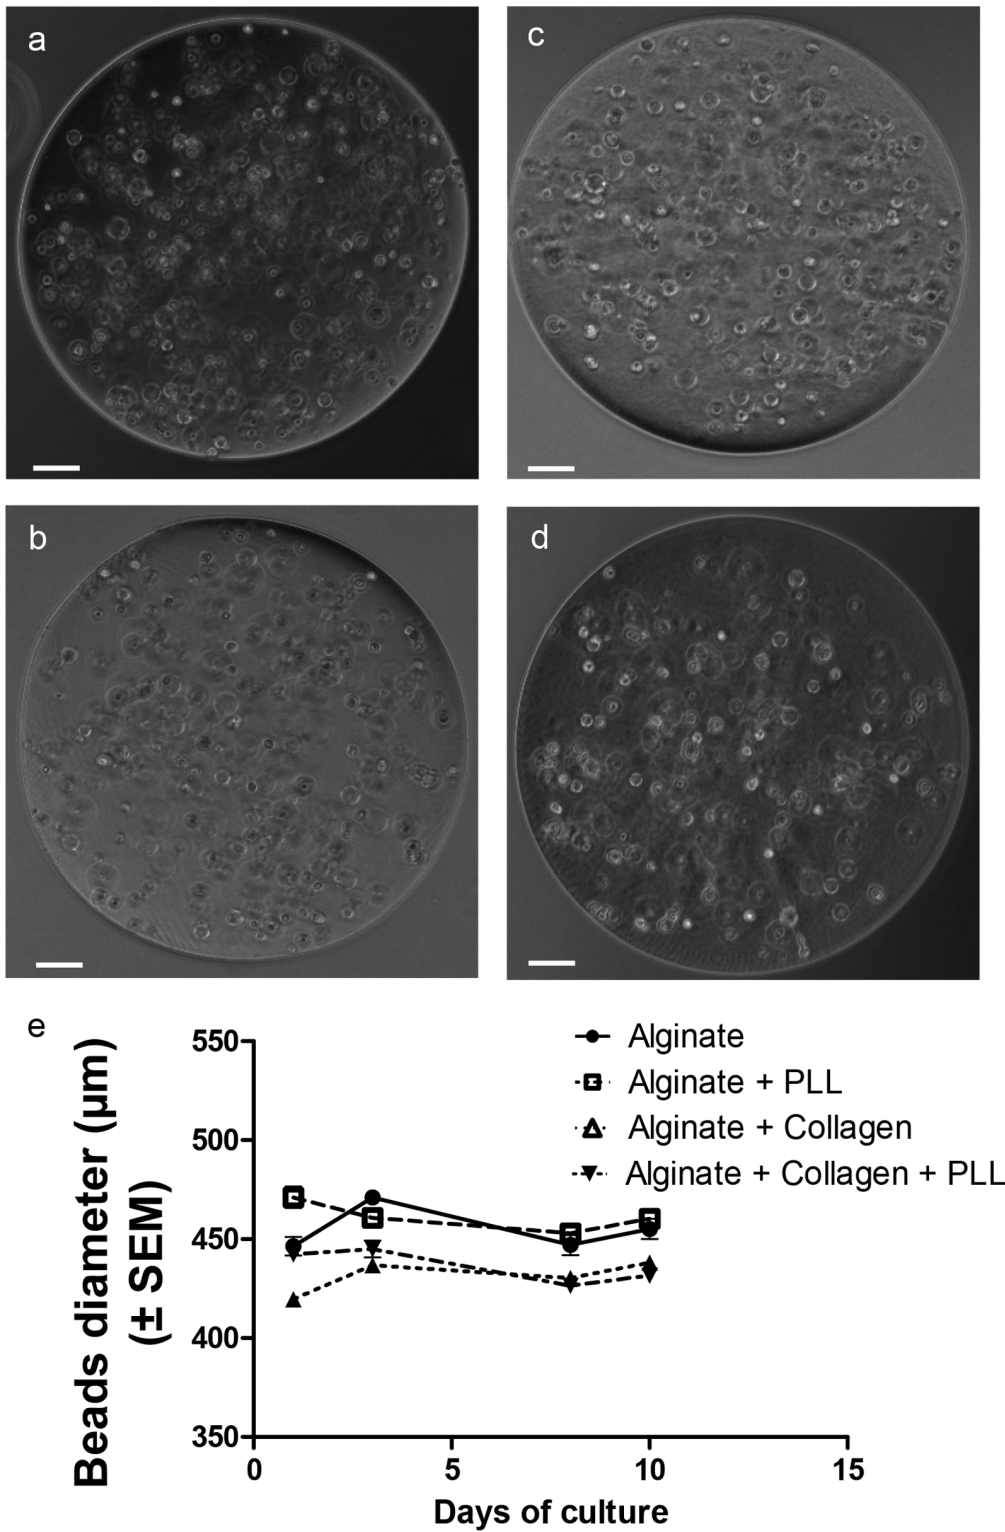 a
c
b
d
e
Beads diameter (µm)
(± SEM)
550
500
450
400
350
0
5
10
15
Days of culture
Alginate
Alginate + PLL
Alginate + Collagen
Alginate + Collagen + PLL